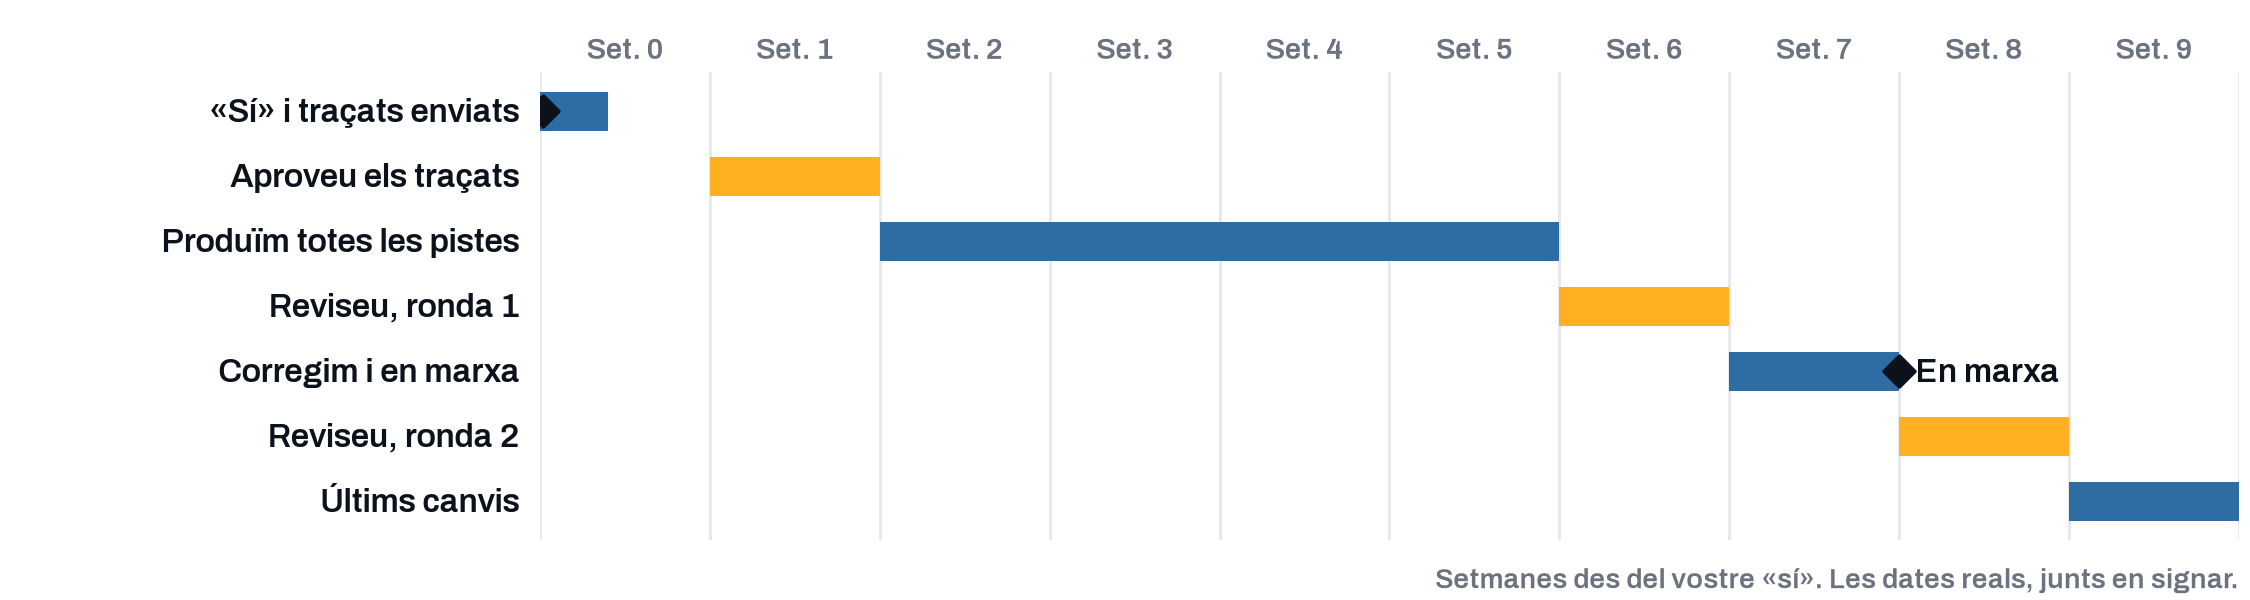 Set. 0 Set. 1 Set. 2 Set. 3 Set. 4 Set. 5 Set. 6 Set. 7 Set. 8 Set. 9
«Sí» i traçats enviats
Aproveu els traçats
Produïm totes les pistes
Reviseu, ronda 1
Corregim i en marxa En marxa
Reviseu, ronda 2
Últims canvis
Setmanes des del vostre «sí». Les dates reals, junts en signar.